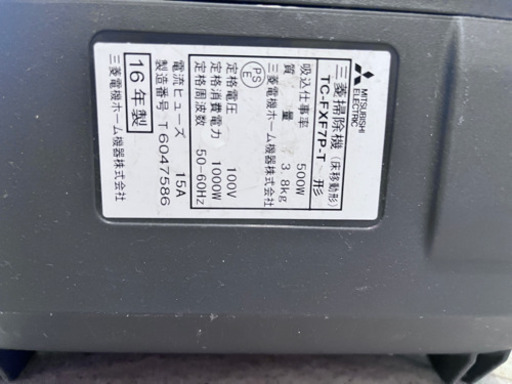 MITSUBISHI
ELECTRIC
三菱掃除機（床移動形）
TC-FXF7P-T 形
吸込仕事率 500W
質量 3.8kg
三菱電機ホーム機器株式会社
PS
E
定格電圧 100V
定格消費電力 1000W
定格周波数 50-60Hz
電流ヒューズ 15A
製造番号 T.6047586
三菱電機ホーム機器株式会社
16年製